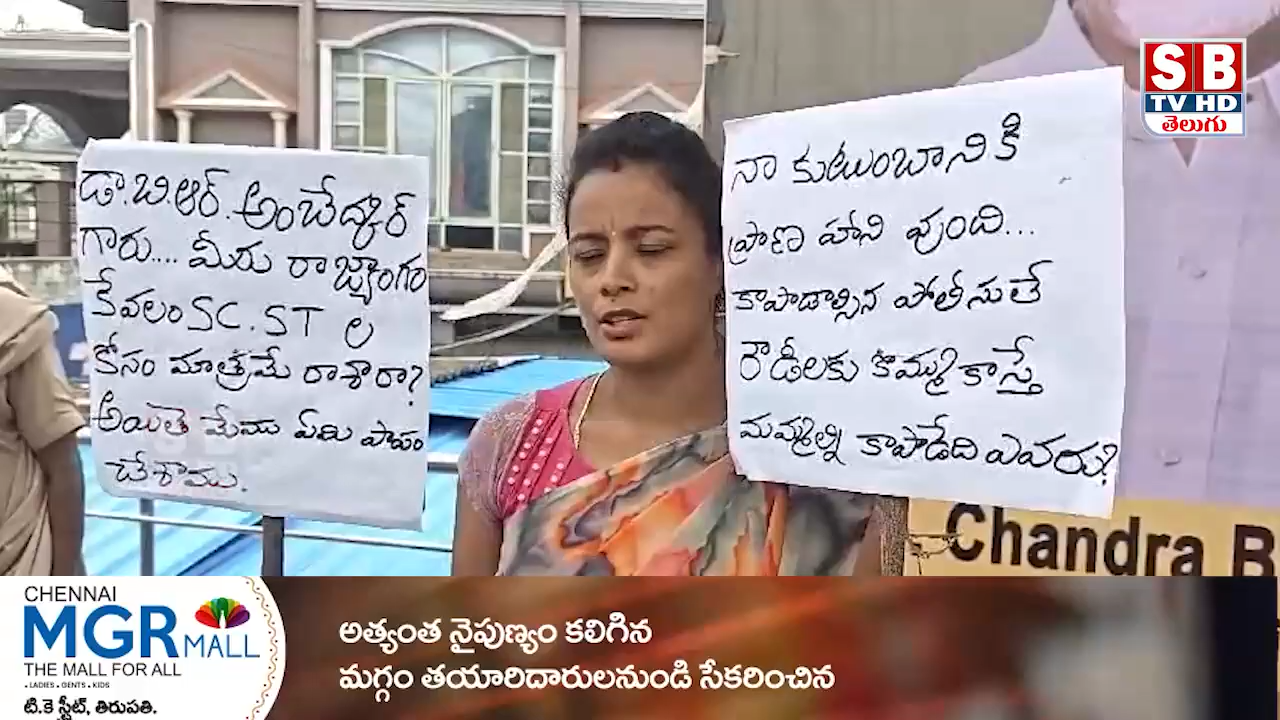 డా.బి.ఆర్.అంబేద్కర్
గారు.... మీరు రాజ్యాంగం
కేవలం SC.ST ల
కోసం మాత్రమే రాశారా?
అయితె మేము ఏమి పాపం
చేశాము.
నా కుటుంబానికి
ప్రాణ హాని వుంది...
కాపాడాల్సిన పోలీసులే
రౌడీలకు కొమ్ము కాస్తే
మమ్మల్ని కాపాడేది ఎవరు?
SB
TV HD
తెలుగు
Chandra B
CHENNAI
MGR MALL
THE MALL FOR ALL
• LADIES • GENTS • KIDS
టి.కె స్ట్రీట్, తిరుపతి.
అత్యంత నైపుణ్యం కలిగిన
మగ్గం తయారిదారులనుండి సేకరించిన